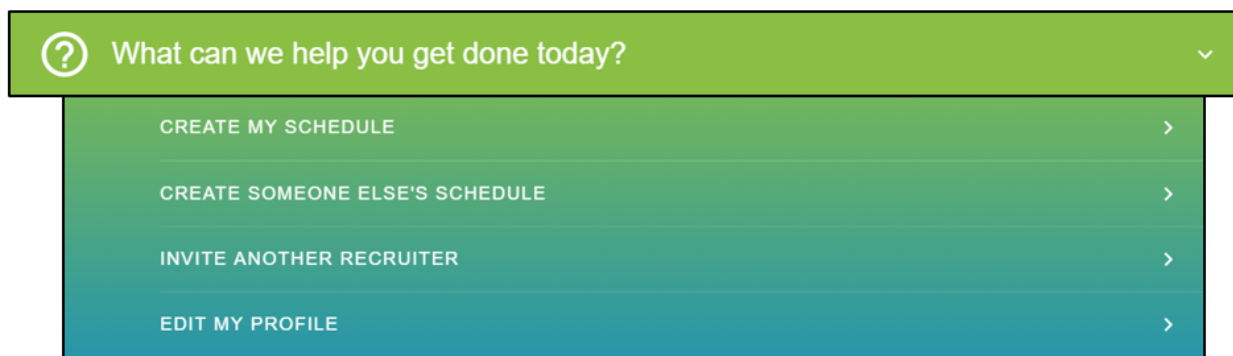 What can we help you get done today?
CREATE MY SCHEDULE
CREATE SOMEONE ELSE'S SCHEDULE
INVITE ANOTHER RECRUITER
EDIT MY PROFILE